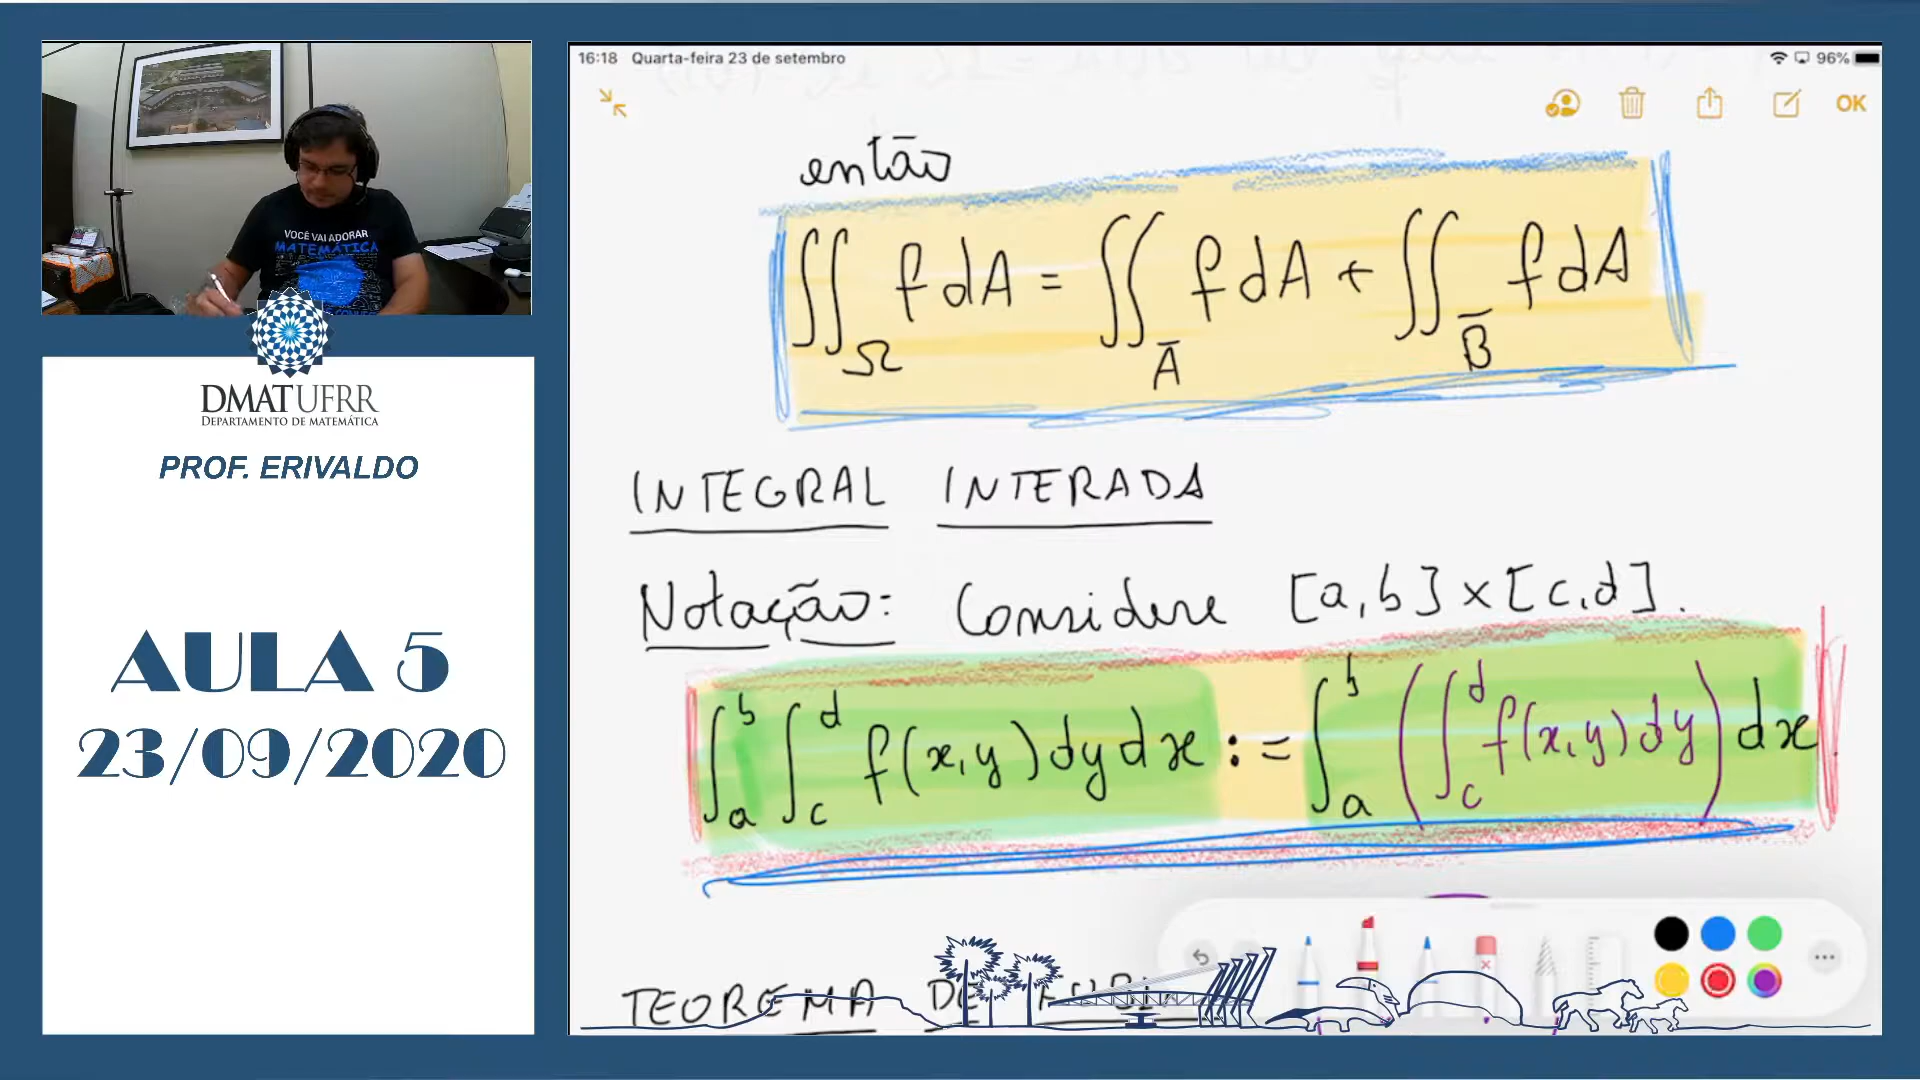 16:18 Quarta-feira 23 de setembro
96%
OK
VOCÊ VAI ADORAR
MATEMÁTICA
DMATUFRR
DEPARTAMENTO DE MATEMÁTICA
PROF. ERIVALDO
AULA 5
23/09/2020
então
∬_Ω f dA = ∬_Ā f dA + ∬_B̄ f dA
INTEGRAL INTERADA
Notação: Considere [a,b]×[c,d].
∫_a^b ∫_c^d f(x,y)dydx := ∫_a^b (∫_c^d f(x,y)dy) dx.
TEOREMA DE